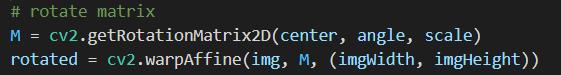 # rotate matrix
M = cv2.getRotationMatrix2D(center, angle, scale)
rotated = cv2.warpAffine(img, M, (imgWidth, imgHeight))